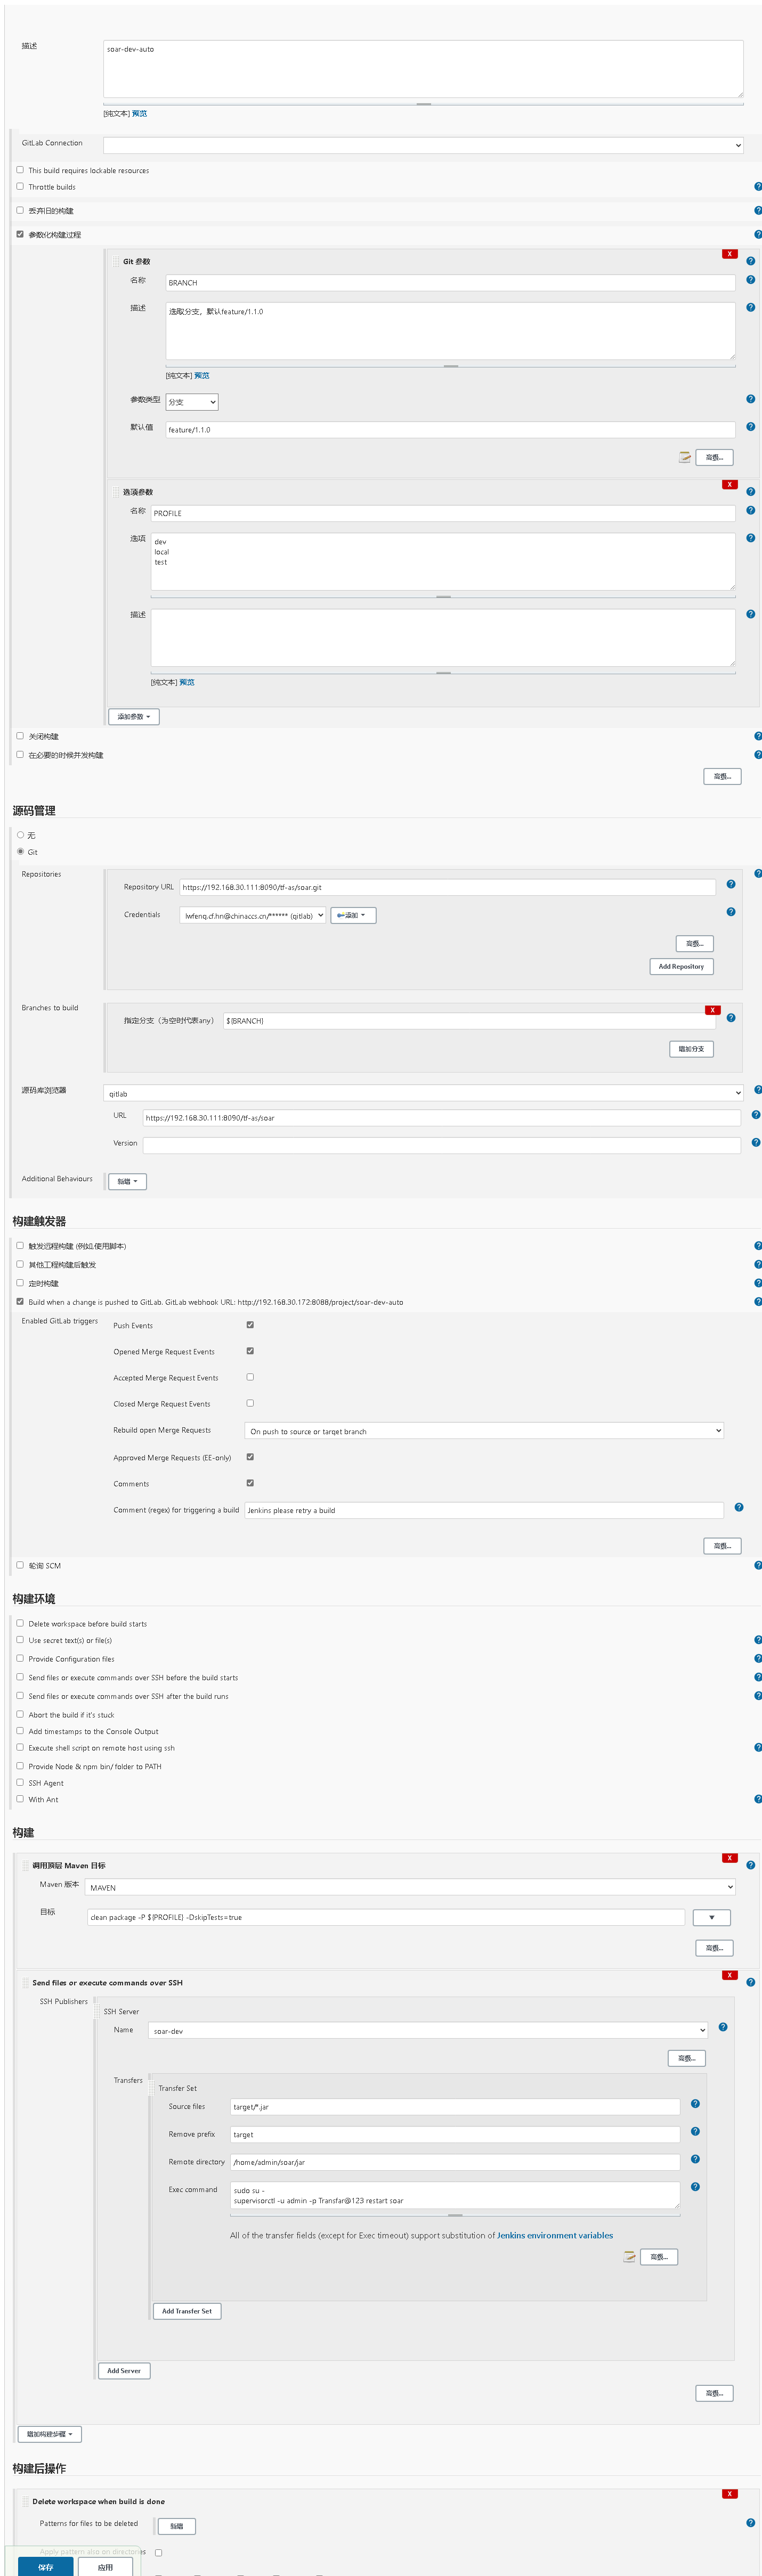 描述
soar-dev-auto
[纯文本] 预览
GitLab Connection
This build requires lockable resources
Throttle builds
丢弃旧的构建
参数化构建过程
X
Git 参数
名称
BRANCH
描述
选取分支，默认feature/1.1.0
[纯文本] 预览
参数类型
分支
默认值
feature/1.1.0
高级...
X
选项参数
名称
PROFILE
选项
dev
local
test
描述
[纯文本] 预览
添加参数
关闭构建
在必要的时候并发构建
高级...
源码管理
无
Git
Repositories
Repository URL
https://192.168.30.111:8090/tf-as/soar.git
Credentials
lwfenq.cf.hn@chinaccs.cn/****** (gitlab)
添加
高级...
Add Repository
Branches to build
X
指定分支（为空时代表any）
${BRANCH}
增加分支
源码库浏览器
gitlab
URL
https://192.168.30.111:8090/tf-as/soar
Version
Additional Behaviours
新增
构建触发器
触发远程构建 (例如,使用脚本)
其他工程构建后触发
定时构建
Build when a change is pushed to GitLab. GitLab webhook URL: http://192.168.30.172:8088/project/soar-dev-auto
Enabled GitLab triggers
Push Events
Opened Merge Request Events
Accepted Merge Request Events
Closed Merge Request Events
Rebuild open Merge Requests
On push to source or target branch
Approved Merge Requests (EE-only)
Comments
Comment (regex) for triggering a build
Jenkins please retry a build
高级...
轮询 SCM
构建环境
Delete workspace before build starts
Use secret text(s) or file(s)
Provide Configuration files
Send files or execute commands over SSH before the build starts
Send files or execute commands over SSH after the build runs
Abort the build if it's stuck
Add timestamps to the Console Output
Execute shell script on remote host using ssh
Provide Node & npm bin/ folder to PATH
SSH Agent
With Ant
构建
X
调用顶层 Maven 目标
Maven 版本
MAVEN
目标
clean package -P ${PROFILE} -DskipTests=true
高级...
X
Send files or execute commands over SSH
SSH Publishers
SSH Server
Name
soar-dev
高级...
Transfers
Transfer Set
Source files
target/*.jar
Remove prefix
target
Remote directory
/home/admin/soar/jar
Exec command
sudo su -
supervisorctl -u admin -p Transfar@123 restart soar
All of the transfer fields (except for Exec timeout) support substitution of Jenkins environment variables
高级...
Add Transfer Set
Add Server
高级...
增加构建步骤
构建后操作
X
Delete workspace when build is done
Patterns for files to be deleted
新增
Apply pattern also on directories
保存
应用